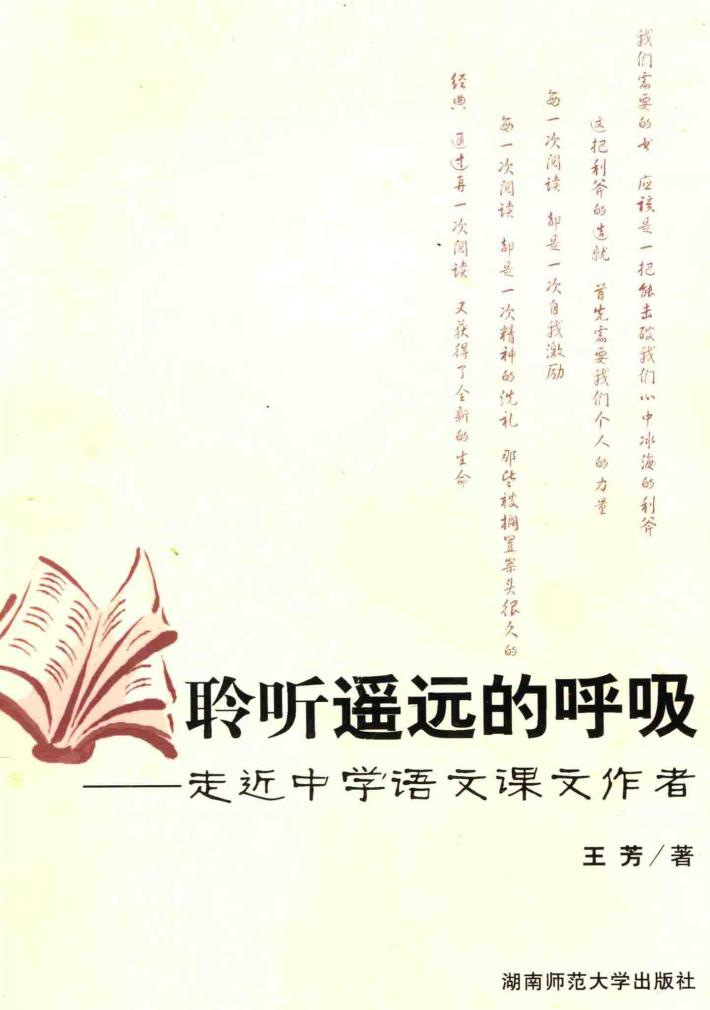 我们需要的书 应该是一把能击破我们心中冰海的利斧
这把利斧的造就 首先需要我们个人的力量
每一次阅读 都是一次自我激励
每一次阅读 都是一次精神的洗礼 那些被搁置案头很久的
经典 通过再一次阅读 又获得了全新的生命
聆听遥远的呼吸
——走近中学语文课文作者
王芳/著
湖南师范大学出版社